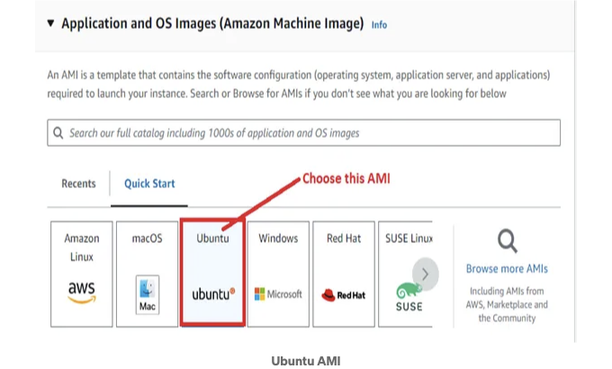 ▼ Application and OS Images (Amazon Machine Image) Info
An AMI is a template that contains the software configuration (operating system, application server, and applications)
required to launch your instance. Search or Browse for AMIs if you don't see what you are looking for below
Search our full catalog including 1000s of application and OS images
Choose this AMI
Recents
Quick Start
Amazon
Linux
aws
macOS
Mac
Ubuntu
ubuntu
Windows
Microsoft
Red Hat
Red Hat
SUSE Linux
SUSE
Browse more AMIs
Including AMIs from
AWS, Marketplace and
the Community
Ubuntu AMI